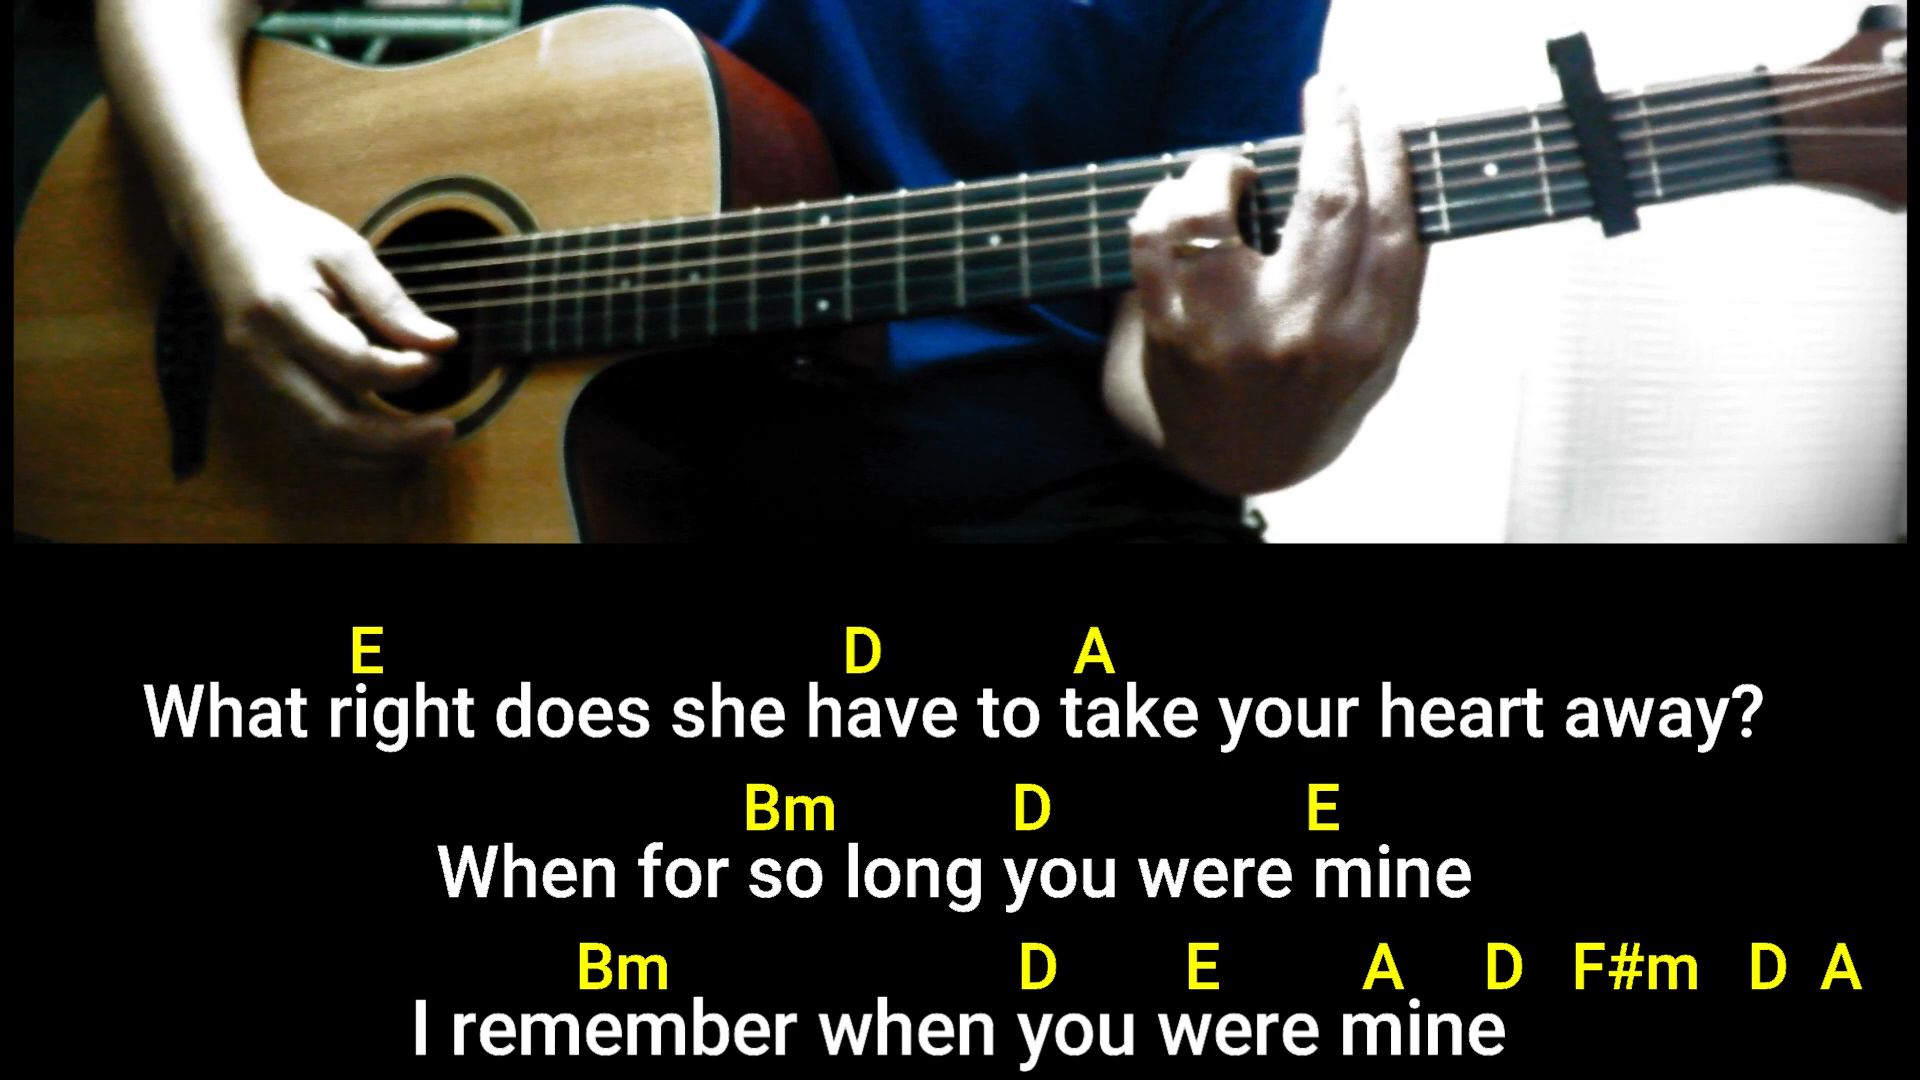 E D A
What right does she have to take your heart away?
Bm D E
When for so long you were mine
Bm D E A D F#m D A
I remember when you were mine